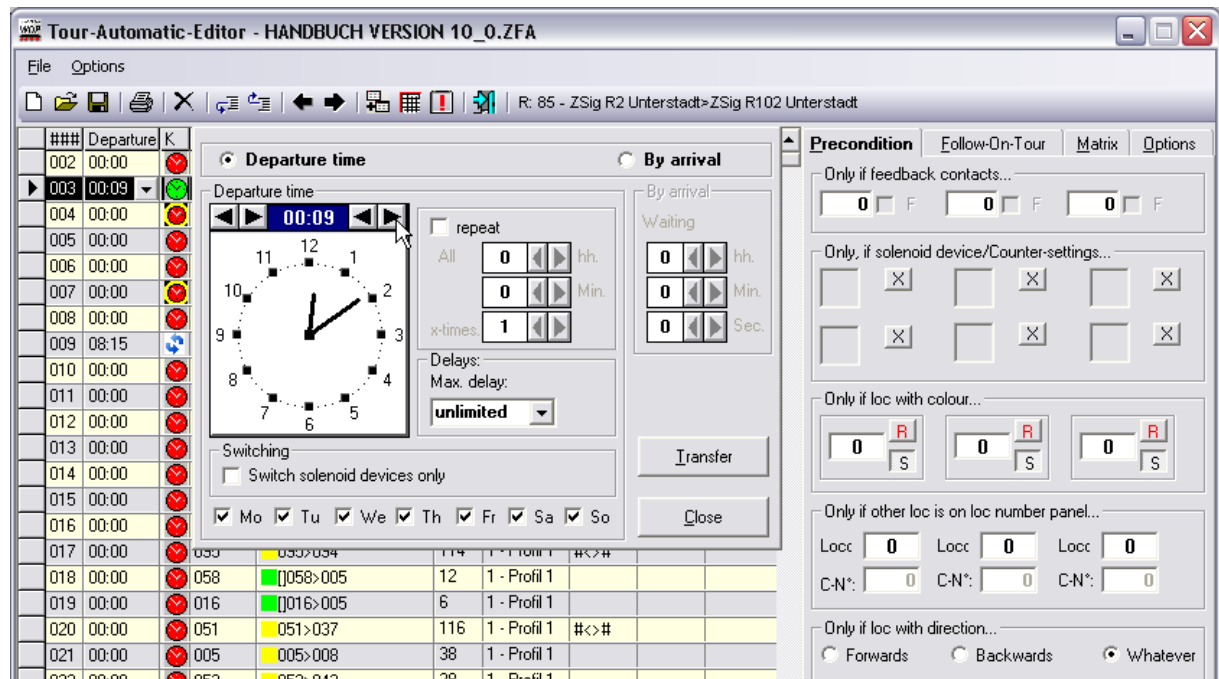 Tour-Automatic-Editor - HANDBUCH VERSION 10_0.ZFA
File Options
R: 85 - ZSig R2 Unterstadt>ZSig R102 Unterstadt
### Departure K
002 00:00
003 00:09
004 00:00
005 00:00
006 00:00
007 00:00
008 00:00
009 08:15
010 00:00
011 00:00
012 00:00
013 00:00
014 00:00
015 00:00
016 00:00
017 00:00 095 095>094 114 1 - Profil 1 #<>#
018 00:00 058 []058>005 12 1 - Profil 1
019 00:00 016 []016>005 6 1 - Profil 1
020 00:00 051 051>037 116 1 - Profil 1 #<>#
021 00:00 005 005>008 38 1 - Profil 1
Departure time By arrival
Departure time
00:09
12
11 1
10 2
9 3
8 4
7 5
6
repeat
All 0 hh.
0 Min.
x-times. 1
Delays:
Max. delay:
unlimited
By arrival
Waiting
0 hh.
0 Min.
0 Sec.
Switching
Switch solenoid devices only
Mo Tu We Th Fr Sa So
Transfer
Close
Precondition Follow-On-Tour Matrix Options
Only if feedback contacts...
0 F 0 F 0 F
Only, if solenoid device/Counter-settings...
X X X
X X X
Only if loc with colour...
0 R S 0 R S 0 R S
Only if other loc is on loc number panel...
Locc 0 Locc 0 Locc 0
C-N°: 0 C-N°: 0 C-N°: 0
Only if loc with direction...
Forwards Backwards Whatever